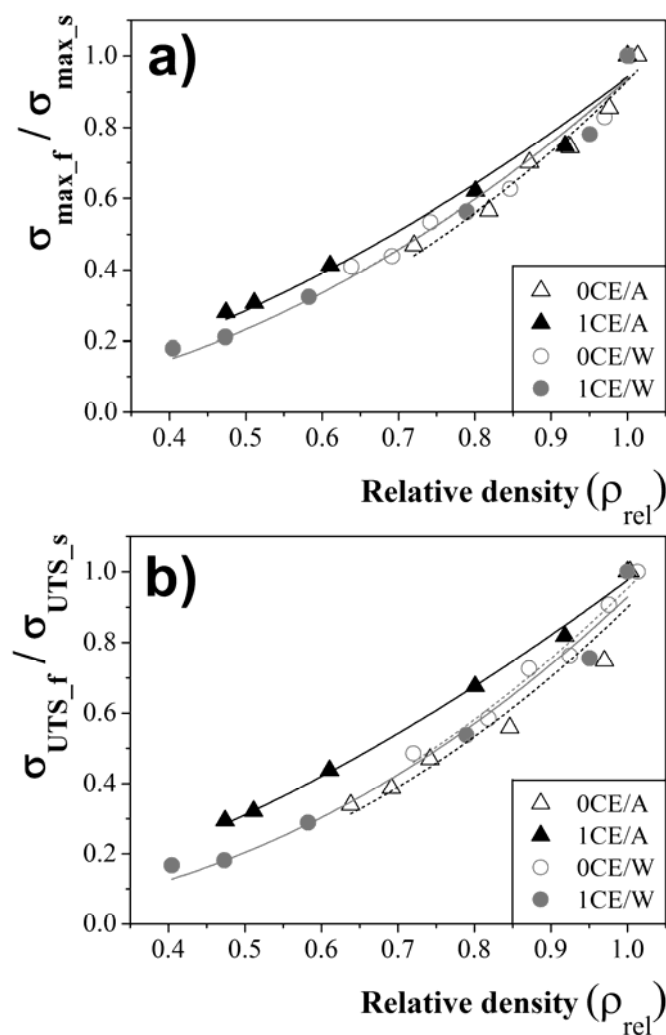 a)
σmax_f / σmax_s
1.0
0.8
0.6
0.4
0.2
0.0
0CE/A
1CE/A
0CE/W
1CE/W
0.4 0.5 0.6 0.7 0.8 0.9 1.0
Relative density (ρrel)
b)
σUTS_f / σUTS_s
1.0
0.8
0.6
0.4
0.2
0.0
0CE/A
1CE/A
0CE/W
1CE/W
0.4 0.5 0.6 0.7 0.8 0.9 1.0
Relative density (ρrel)